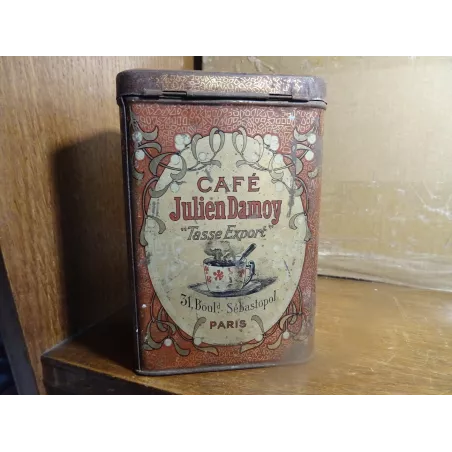 CAFÉ
Julien Damoy
"Tasse Export"
31, Boul.d Sébastopol
PARIS